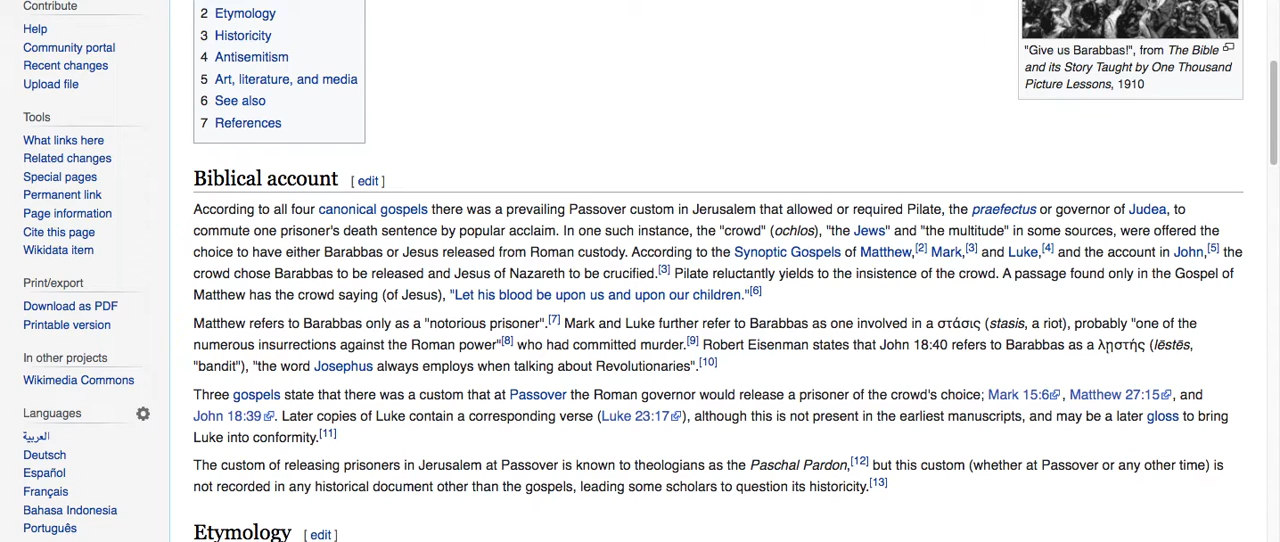 Contribute
Help
Community portal
Recent changes
Upload file
Tools
What links here
Related changes
Special pages
Permanent link
Page information
Cite this page
Wikidata item
Print/export
Download as PDF
Printable version
In other projects
Wikimedia Commons
Languages
العربية
Deutsch
Español
Français
Bahasa Indonesia
Português
2 Etymology
3 Historicity
4 Antisemitism
5 Art, literature, and media
6 See also
7 References
"Give us Barabbas!", from The Bible
and its Story Taught by One Thousand
Picture Lessons, 1910
Biblical account [ edit ]
According to all four canonical gospels there was a prevailing Passover custom in Jerusalem that allowed or required Pilate, the praefectus or governor of Judea, to
commute one prisoner's death sentence by popular acclaim. In one such instance, the "crowd" (ochlos), "the Jews" and "the multitude" in some sources, were offered the
choice to have either Barabbas or Jesus released from Roman custody. According to the Synoptic Gospels of Matthew,[2] Mark,[3] and Luke,[4] and the account in John,[5] the
crowd chose Barabbas to be released and Jesus of Nazareth to be crucified.[3] Pilate reluctantly yields to the insistence of the crowd. A passage found only in the Gospel of
Matthew has the crowd saying (of Jesus), "Let his blood be upon us and upon our children."[6]
Matthew refers to Barabbas only as a "notorious prisoner".[7] Mark and Luke further refer to Barabbas as one involved in a στάσις (stasis, a riot), probably "one of the
numerous insurrections against the Roman power"[8] who had committed murder.[9] Robert Eisenman states that John 18:40 refers to Barabbas as a λῃστής (lēstēs,
"bandit"), "the word Josephus always employs when talking about Revolutionaries".[10]
Three gospels state that there was a custom that at Passover the Roman governor would release a prisoner of the crowd's choice; Mark 15:6, Matthew 27:15, and
John 18:39. Later copies of Luke contain a corresponding verse (Luke 23:17), although this is not present in the earliest manuscripts, and may be a later gloss to bring
Luke into conformity.[11]
The custom of releasing prisoners in Jerusalem at Passover is known to theologians as the Paschal Pardon,[12] but this custom (whether at Passover or any other time) is
not recorded in any historical document other than the gospels, leading some scholars to question its historicity.[13]
Etymology [ edit ]